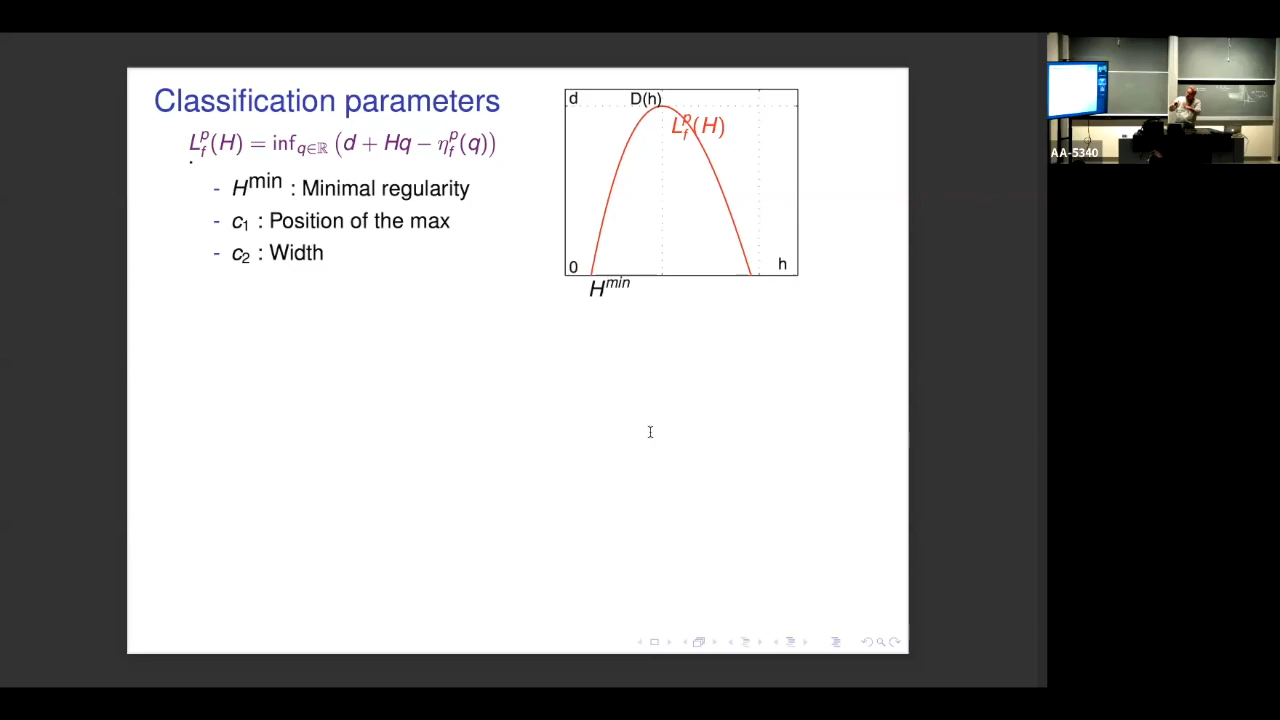 Classification parameters
L_f^p(H) = inf_{q∈ℝ} (d + Hq − η_f^p(q))
.
- H^min : Minimal regularity
- c_1 : Position of the max
- c_2 : Width
d
D(h)
L_f^p(H)
0
h
H^min
AA-5340